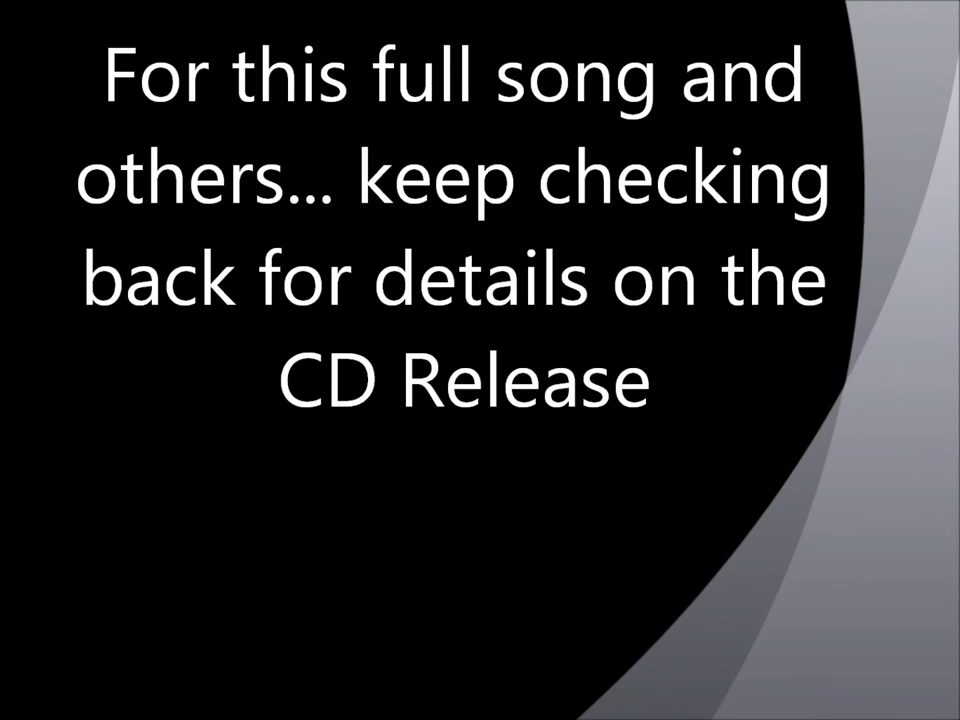 For this full song and
others... keep checking
back for details on the
CD Release